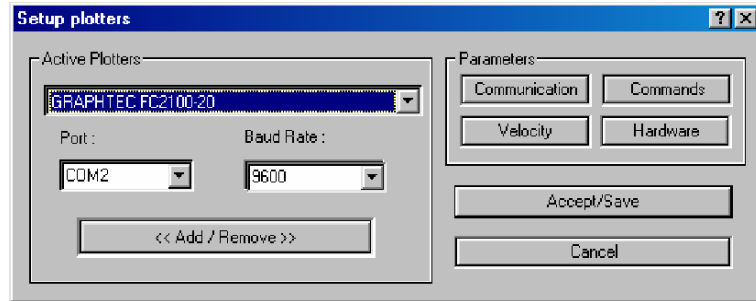 Setup plotters
Active Plotters
GRAPHTEC FC2100-20
Port :
Baud Rate :
COM2
9600
<< Add / Remove >>
Parameters
Communication
Commands
Velocity
Hardware
Accept/Save
Cancel